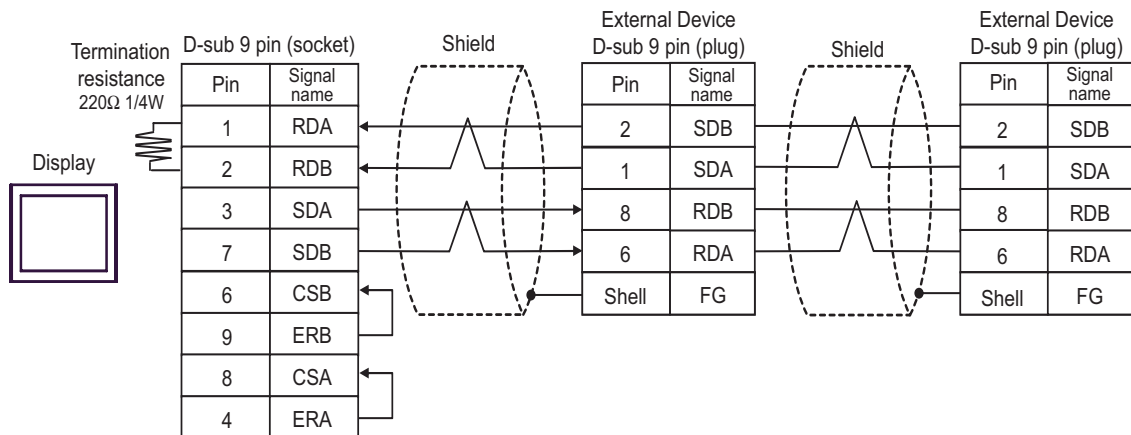 External Device
External Device
Termination
D-sub 9 pin (socket)
Shield
D-sub 9 pin (plug)
Shield
D-sub 9 pin (plug)
resistance
220Ω 1/4W
Display
Pin Signal name
1 RDA
2 RDB
3 SDA
7 SDB
6 CSB
9 ERB
8 CSA
4 ERA
Pin Signal name
2 SDB
1 SDA
8 RDB
6 RDA
Shell FG
Pin Signal name
2 SDB
1 SDA
8 RDB
6 RDA
Shell FG